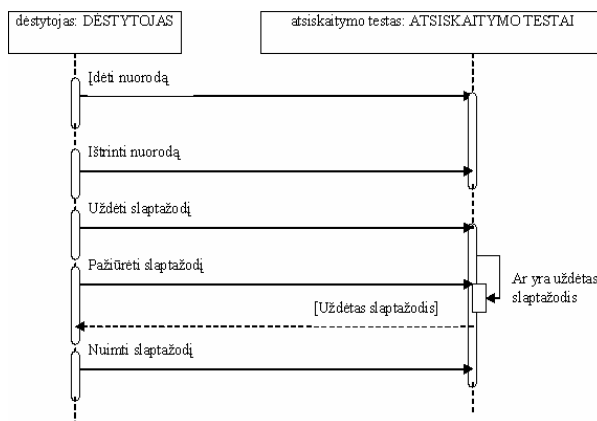 dėstytojas: DĖSTYTOJAS
atsiskaitymo testas: ATSISKAITYMO TESTAI
Įdėti nuorodą
Ištrinti nuorodą
Uždėti slaptažodį
Pažiūrėti slaptažodį
Ar yra uždėtas
slaptažodis
[Uždėtas slaptažodis]
Nuimti slaptažodį